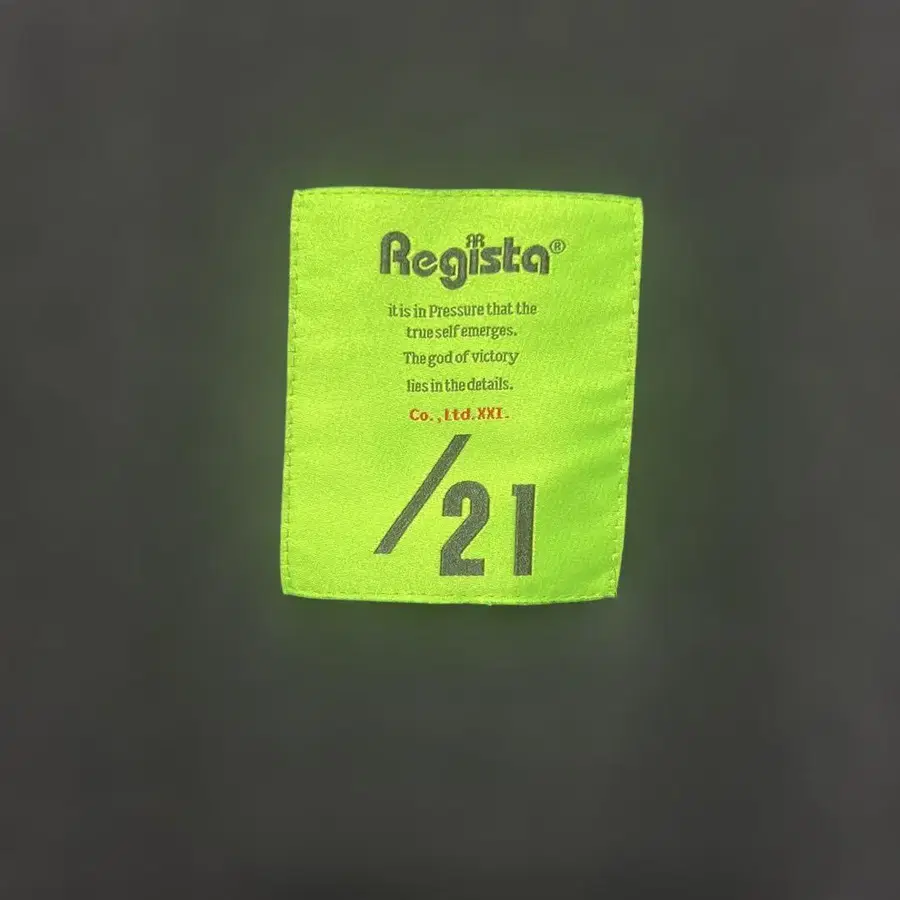 Regista®
it is in Pressure that the
true self emerges.
The god of victory
lies in the details.
Co.,Ltd.XXI.
/21